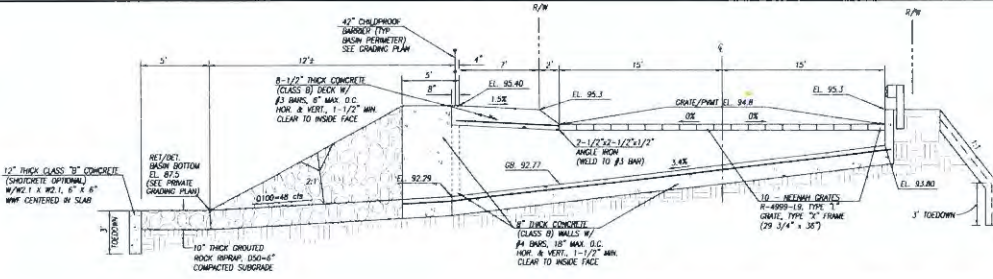 R/W
R/W
42" CHILDPROOF
BARRIER (TYP
BASIN PERIMETER)
SEE GRADING PLAN
4"
5'
12'±
7'
2'
15'
15'
5'
8"
8-1/2" THICK CONCRETE
(CLASS B) DECK W/
#3 BARS, 6" MAX. O.C.
HOR. & VERT., 1-1/2" MIN.
CLEAR TO INSIDE FACE
EL. 95.40
1.5%
EL. 95.3
GRATE/PVMT EL. 94.8
0%
0%
EL. 95.3
2-1/2"x2-1/2"x1/2"
ANGLE IRON
(WELD TO #3 BAR)
12" THICK CLASS "B" CONCRETE
(SHOTCRETE OPTIONAL)
W/W2.1 X W2.1, 6" X 6"
WWF CENTERED IN SLAB
RET/DET.
BASIN BOTTOM
EL. 87.5
(SEE PRIVATE
GRADING PLAN)
2:1
Q100=48 cfs
EL. 92.29
GB. 92.77
3.4%
EL. 93.80
1:3
3'
TOEDOWN
3' TOEDOWN
10" THICK GROUTED
ROCK RIPRAP, D50=6"
COMPACTED SUBGRADE
8" THICK CONCRETE
(CLASS B) WALLS W/
#4 BARS, 18" MAX. O.C.
HOR. & VERT., 1-1/2" MIN.
CLEAR TO INSIDE FACE
10 - NEENAH GRATES
R-4999-L9, TYPE "L"
GRATE, TYPE "X" FRAME
(29 3/4" x 36")